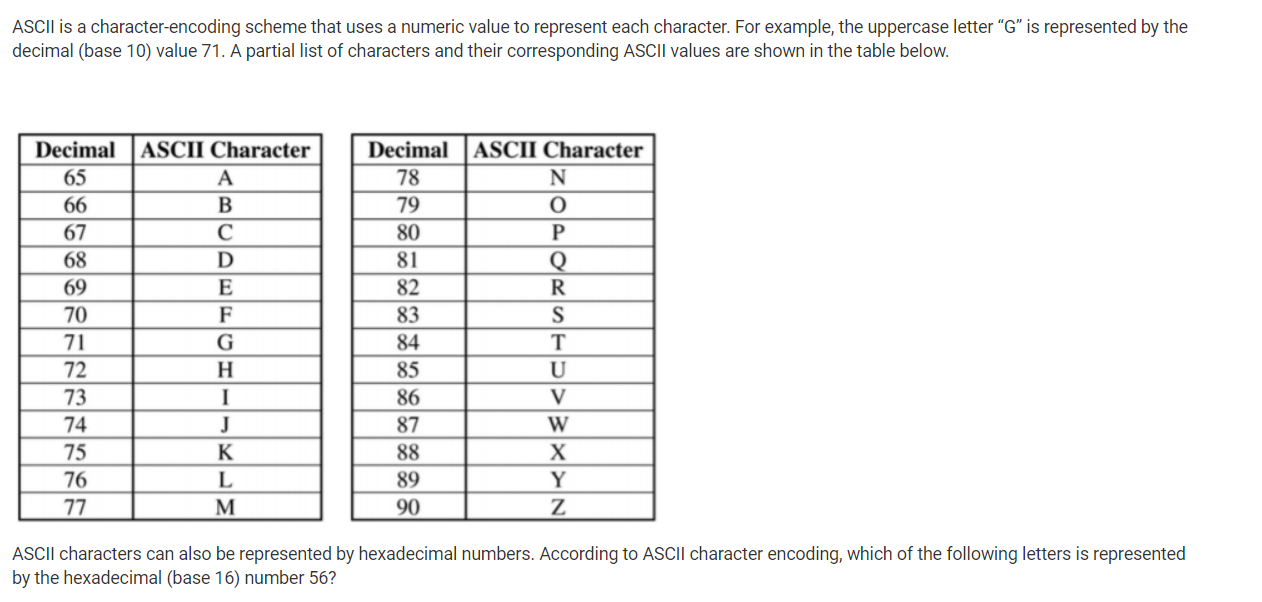 ASCII is a character-encoding scheme that uses a numeric value to represent each character. For example, the uppercase letter “G” is represented by the
decimal (base 10) value 71. A partial list of characters and their corresponding ASCII values are shown in the table below.
Decimal ASCII Character
65 A
66 B
67 C
68 D
69 E
70 F
71 G
72 H
73 I
74 J
75 K
76 L
77 M
Decimal ASCII Character
78 N
79 O
80 P
81 Q
82 R
83 S
84 T
85 U
86 V
87 W
88 X
89 Y
90 Z
ASCII characters can also be represented by hexadecimal numbers. According to ASCII character encoding, which of the following letters is represented
by the hexadecimal (base 16) number 56?